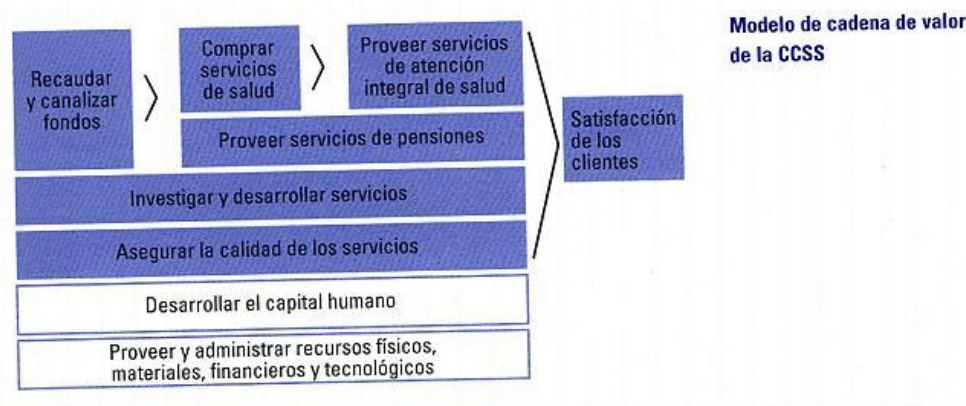 Modelo de cadena de valor
de la CCSS
Recaudar
y canalizar
fondos
Comprar
servicios
de salud
Proveer servicios
de atención
integral de salud
Proveer servicios de pensiones
Satisfacción
de los
clientes
Investigar y desarrollar servicios
Asegurar la calidad de los servicios
Desarrollar el capital humano
Proveer y administrar recursos físicos,
materiales, financieros y tecnológicos